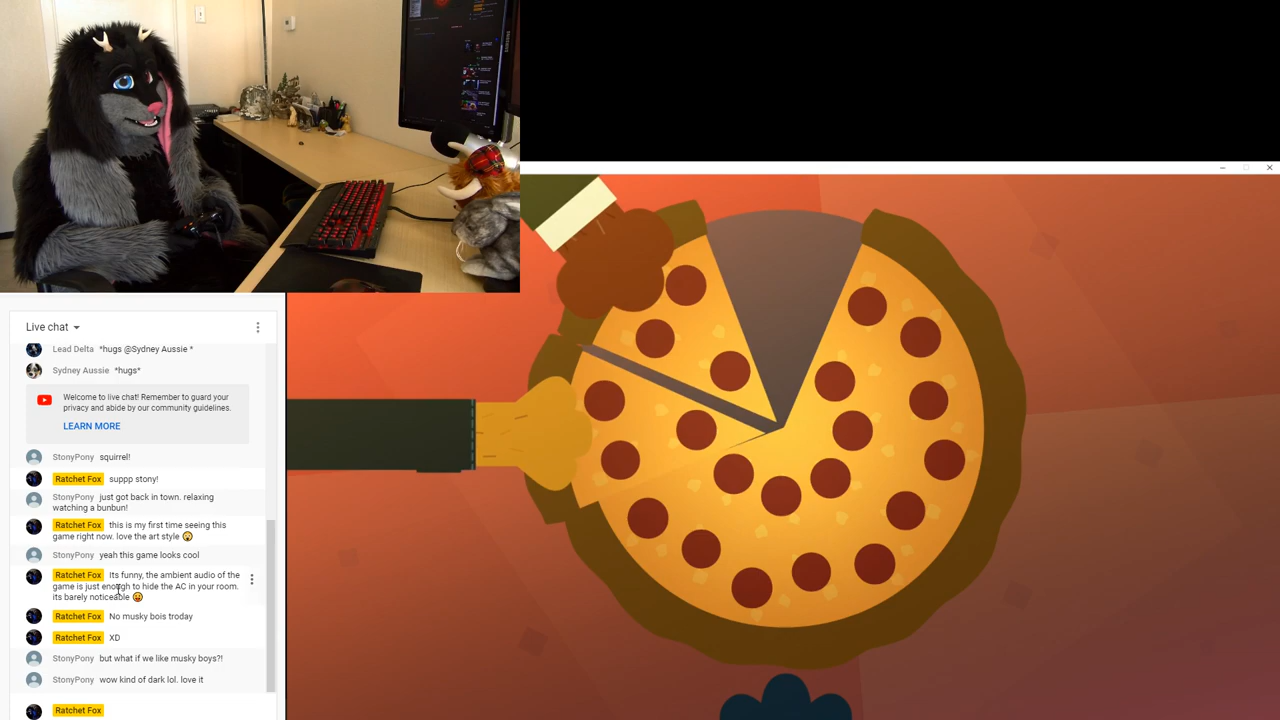 Live chat
Lead Delta *hugs @Sydney Aussie *
Sydney Aussie *hugs*
Welcome to live chat! Remember to guard your
privacy and abide by our community guidelines.
LEARN MORE
StonyPony squirrel!
Ratchet Fox suppp stony!
StonyPony just got back in town. relaxing
watching a bunbun!
Ratchet Fox this is my first time seeing this
game right now. love the art style
StonyPony yeah this game looks cool
Ratchet Fox Its funny, the ambient audio of the
game is just enough to hide the AC in your room.
its barely noticeable
Ratchet Fox No musky bois troday
Ratchet Fox XD
StonyPony but what if we like musky boys?!
StonyPony wow kind of dark lol. love it
Ratchet Fox
SAMSUNG